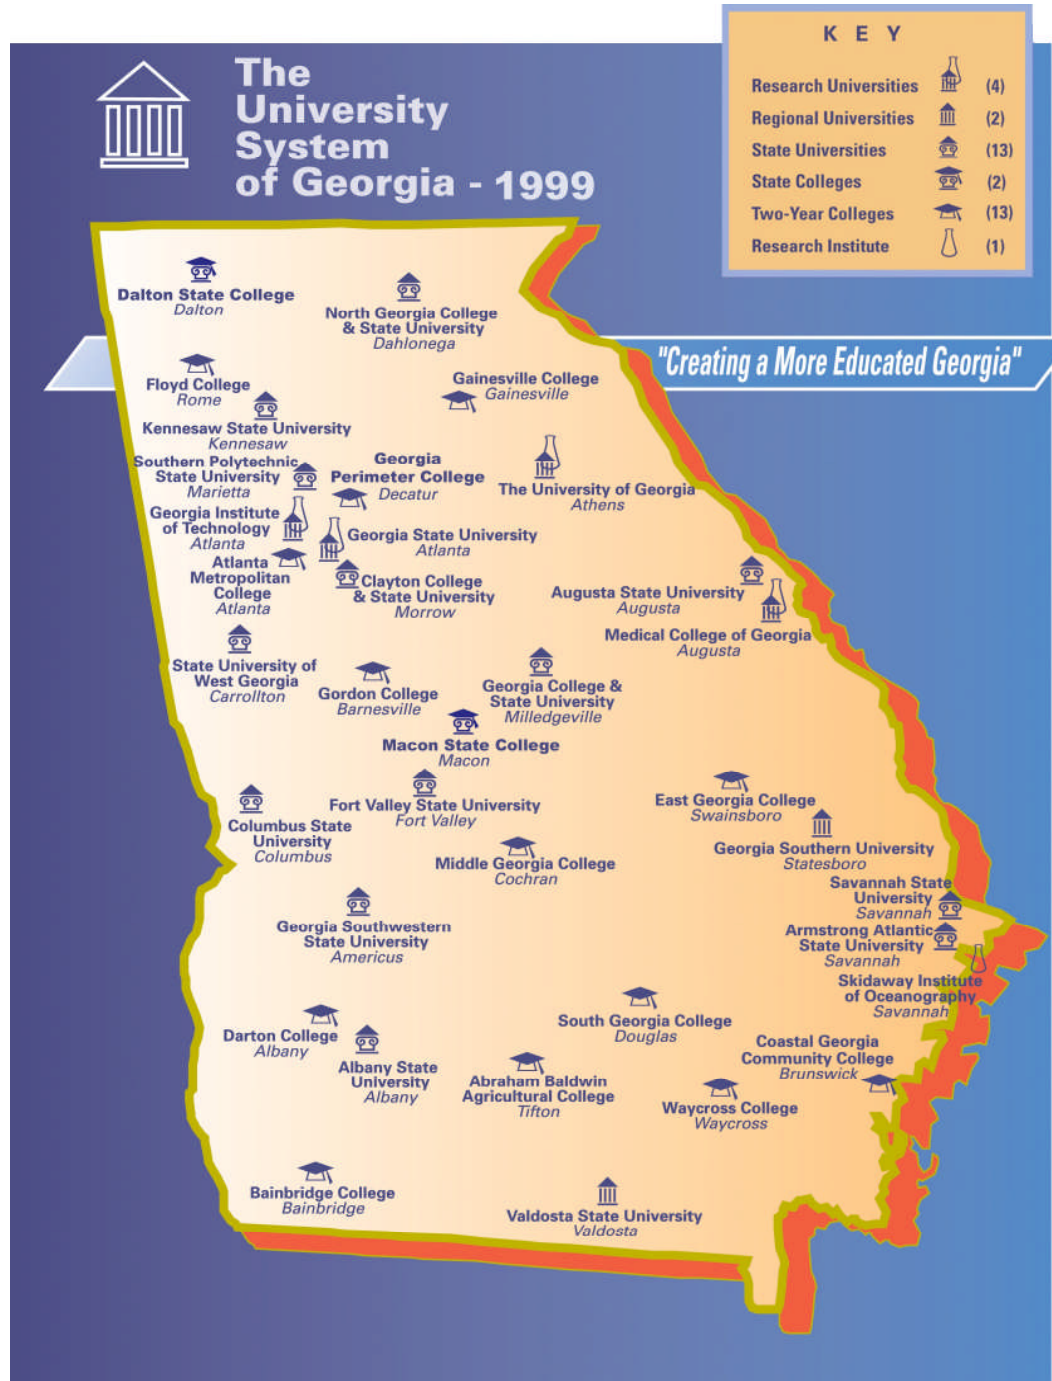 The
University
System
of Georgia - 1999
K E Y
Research Universities (4)
Regional Universities (2)
State Universities (13)
State Colleges (2)
Two-Year Colleges (13)
Research Institute (1)
"Creating a More Educated Georgia"
Dalton State College
Dalton
North Georgia College
& State University
Dahlonega
Floyd College
Rome
Gainesville College
Gainesville
Kennesaw State University
Kennesaw
Southern Polytechnic
State University
Marietta
Georgia
Perimeter College
Decatur
The University of Georgia
Athens
Georgia Institute
of Technology
Atlanta
Georgia State University
Atlanta
Atlanta
Metropolitan
College
Atlanta
Clayton College
& State University
Morrow
Augusta State University
Augusta
Medical College of Georgia
Augusta
State University of
West Georgia
Carrollton
Gordon College
Barnesville
Georgia College &
State University
Milledgeville
Macon State College
Macon
Fort Valley State University
Fort Valley
East Georgia College
Swainsboro
Columbus State
University
Columbus
Georgia Southern University
Statesboro
Middle Georgia College
Cochran
Savannah State
University
Savannah
Georgia Southwestern
State University
Americus
Armstrong Atlantic
State University
Savannah
Skidaway Institute
of Oceanography
Savannah
South Georgia College
Douglas
Darton College
Albany
Coastal Georgia
Community College
Brunswick
Albany State
University
Albany
Abraham Baldwin
Agricultural College
Tifton
Waycross College
Waycross
Bainbridge College
Bainbridge
Valdosta State University
Valdosta